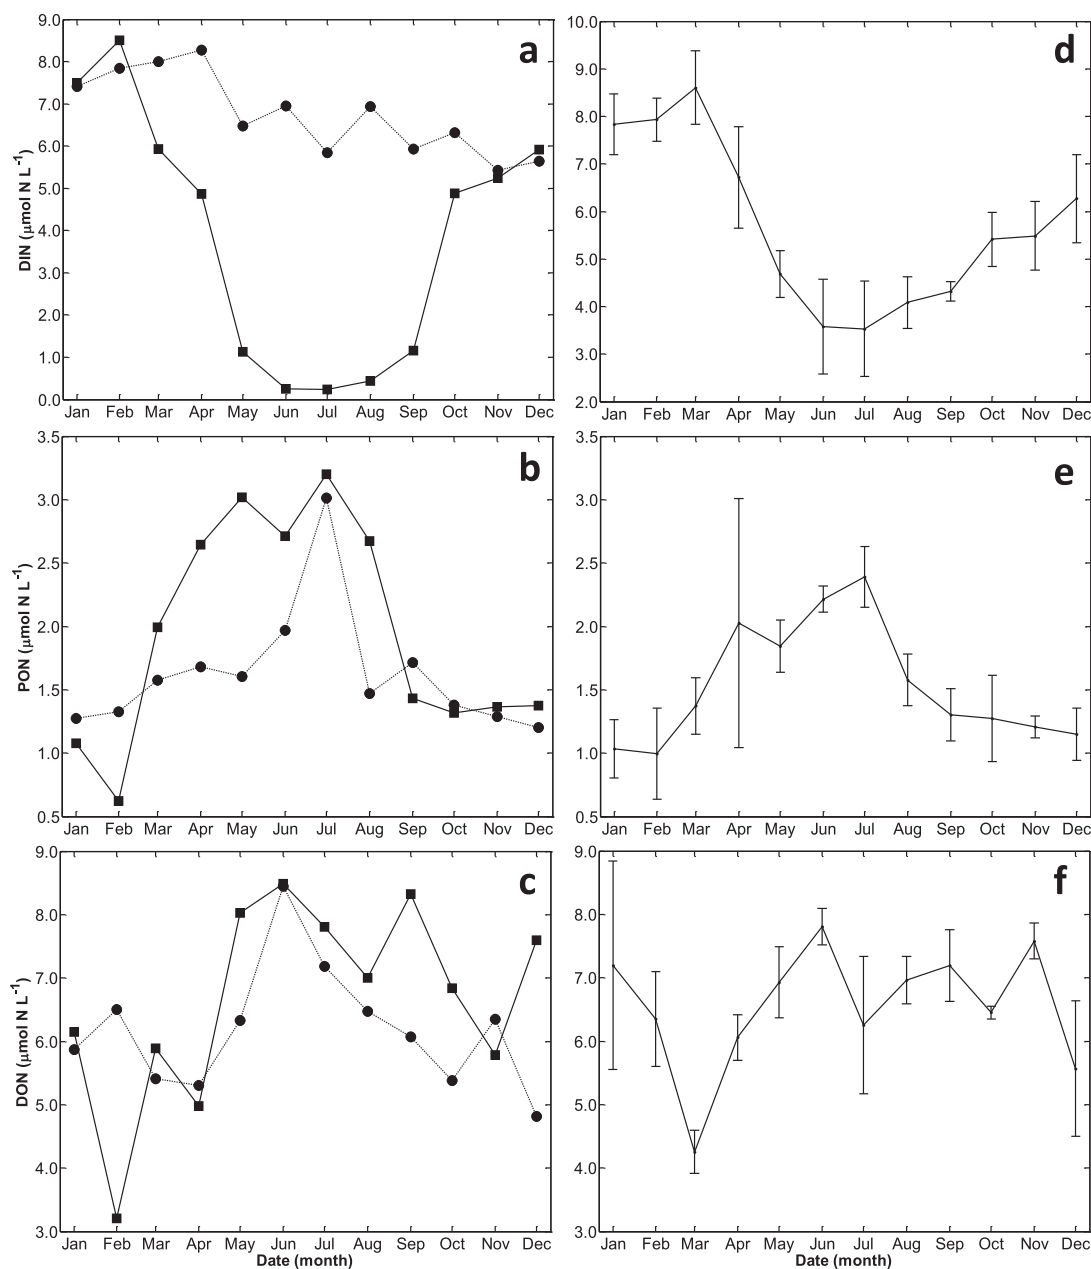 a
9.0
8.0
7.0
6.0
5.0
4.0
3.0
2.0
1.0
0.0
DIN (μmol N L⁻¹)
Jan Feb Mar Apr May Jun Jul Aug Sep Oct Nov Dec
d
10.0
9.0
8.0
7.0
6.0
5.0
4.0
3.0
2.0
Jan Feb Mar Apr May Jun Jul Aug Sep Oct Nov Dec
b
3.5
3.0
2.5
2.0
1.5
1.0
0.5
PON (μmol N L⁻¹)
Jan Feb Mar Apr May Jun Jul Aug Sep Oct Nov Dec
e
3.5
3.0
2.5
2.0
1.5
1.0
0.5
Jan Feb Mar Apr May Jun Jul Aug Sep Oct Nov Dec
c
9.0
8.0
7.0
6.0
5.0
4.0
3.0
DON (μmol N L⁻¹)
Jan Feb Mar Apr May Jun Jul Aug Sep Oct Nov Dec
Date (month)
f
9.0
8.0
7.0
6.0
5.0
4.0
3.0
Jan Feb Mar Apr May Jun Jul Aug Sep Oct Nov Dec
Date (month)